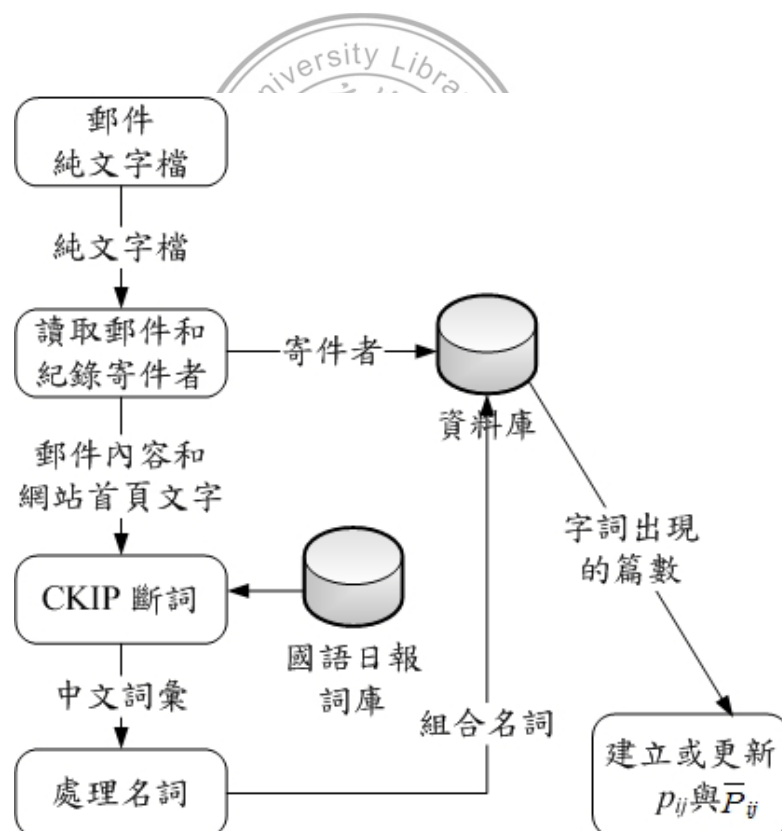 University Libra
郵件
純文字檔
純文字檔
讀取郵件和
紀錄寄件者
寄件者
資料庫
郵件內容和
網站首頁文字
字詞出現
的篇數
CKIP 斷詞
國語日報
詞庫
中文詞彙
組合名詞
處理名詞
建立或更新
p_ij與P̅_ij